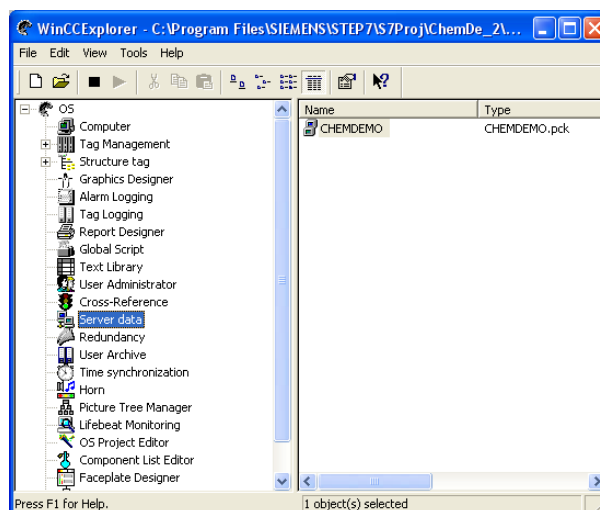 WinCCExplorer - C:\Program Files\SIEMENS\STEP7\S7Proj\ChemDe_2\...
File Edit View Tools Help
OS
Computer
Tag Management
Structure tag
Graphics Designer
Alarm Logging
Tag Logging
Report Designer
Global Script
Text Library
User Administrator
Cross-Reference
Server data
Redundancy
User Archive
Time synchronization
Horn
Picture Tree Manager
Lifebeat Monitoring
OS Project Editor
Component List Editor
Faceplate Designer
Name Type
CHEMDEMO CHEMDEMO.pck
Press F1 for Help. 1 object(s) selected